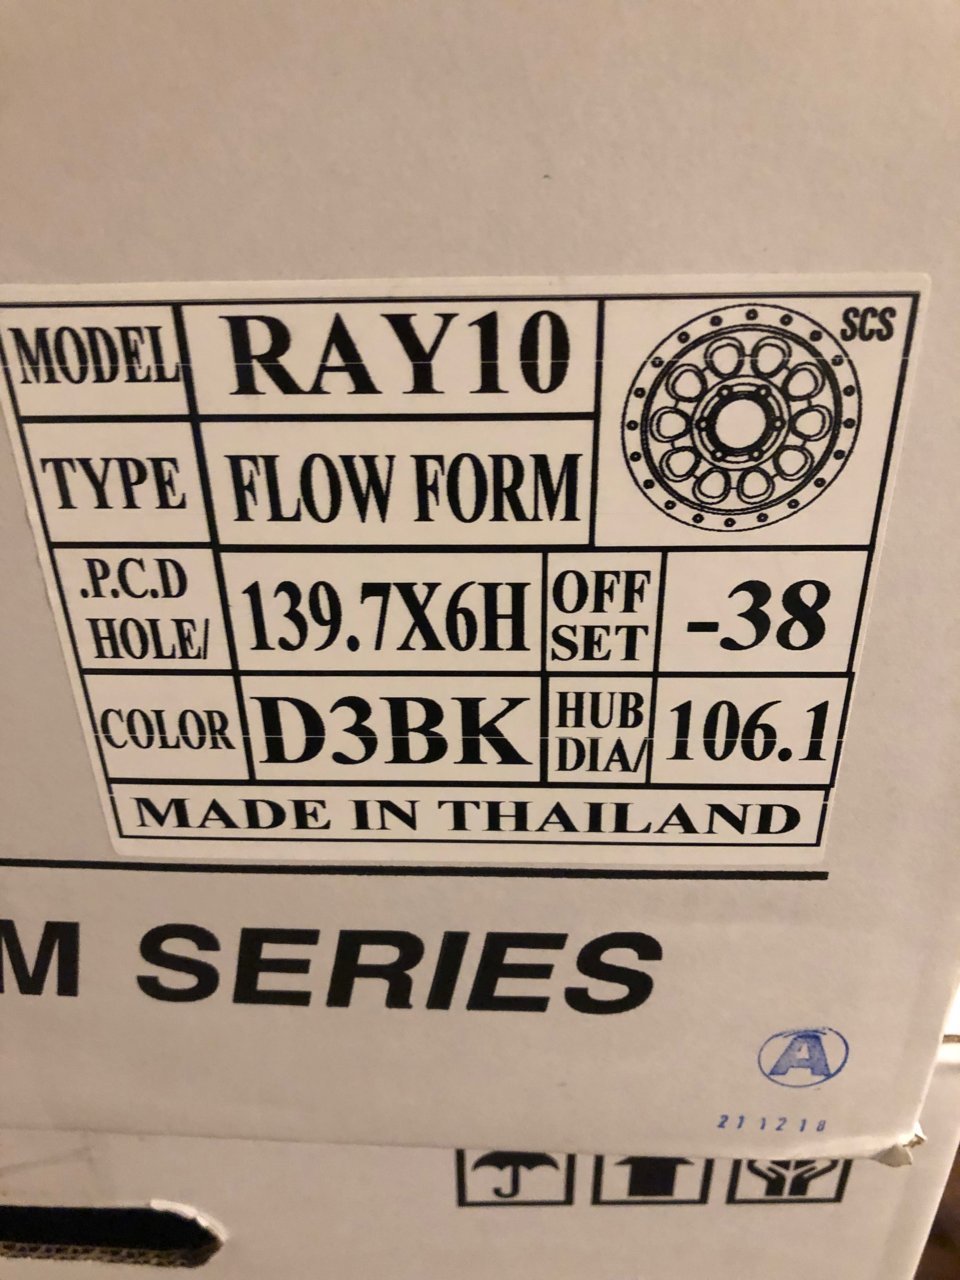 MODEL RAY10 SCS
TYPE FLOW FORM
.P.C.D
HOLE/ 139.7X6H
OFF
SET -38
COLOR D3BK
HUB
DIA/ 106.1
MADE IN THAILAND
M SERIES
A
211218